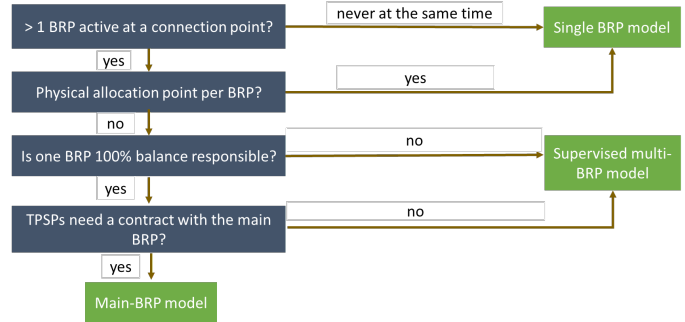 > 1 BRP active at a connection point?
never at the same time
Single BRP model
yes
Physical allocation point per BRP?
yes
no
Is one BRP 100% balance responsible?
no
Supervised multi-
BRP model
yes
TPSPs need a contract with the main
BRP?
no
yes
Main-BRP model